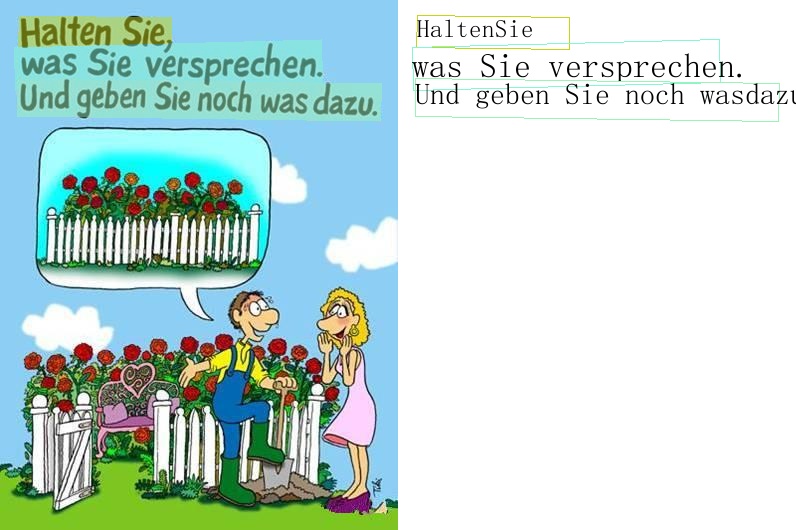 Halten Sie,
was Sie versprechen.
Und geben Sie noch was dazu.
HaltenSie
was Sie versprechen.
Und geben Sie noch wasdazu